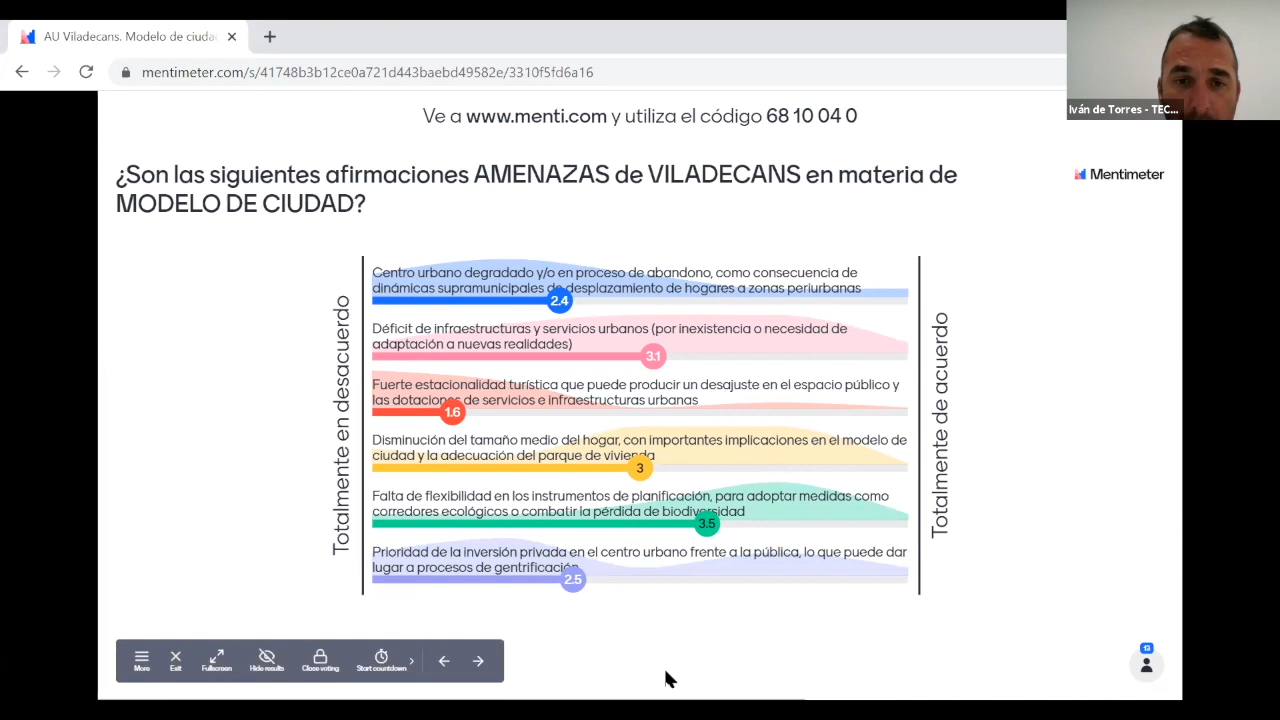 AU Viladecans. Modelo de ciuda
mentimeter.com/s/41748b3b12ce0a721d443baebd49582e/3310f5fd6a16
Iván de Torres - TEC...
Ve a www.menti.com y utiliza el código 68 10 04 0
¿Son las siguientes afirmaciones AMENAZAS de VILADECANS en materia de
MODELO DE CIUDAD?
Mentimeter
Totalmente en desacuerdo
Centro urbano degradado y/o en proceso de abandono, como consecuencia de
dinámicas supramunicipales de desplazamiento de hogares a zonas periurbanas
2.4
Déficit de infraestructuras y servicios urbanos (por inexistencia o necesidad de
adaptación a nuevas realidades)
3.1
Fuerte estacionalidad turística que puede producir un desajuste en el espacio público y
las dotaciones de servicios e infraestructuras urbanas
1.6
Disminución del tamaño medio del hogar, con importantes implicaciones en el modelo de
ciudad y la adecuación del parque de vivienda
3
Falta de flexibilidad en los instrumentos de planificación, para adoptar medidas como
corredores ecológicos o combatir la pérdida de biodiversidad
3.5
Prioridad de la inversión privada en el centro urbano frente a la pública, lo que puede dar
lugar a procesos de gentrificación
2.5
Totalmente de acuerdo
More
Exit
Fullscreen
Hide results
Close voting
Start countdown
13